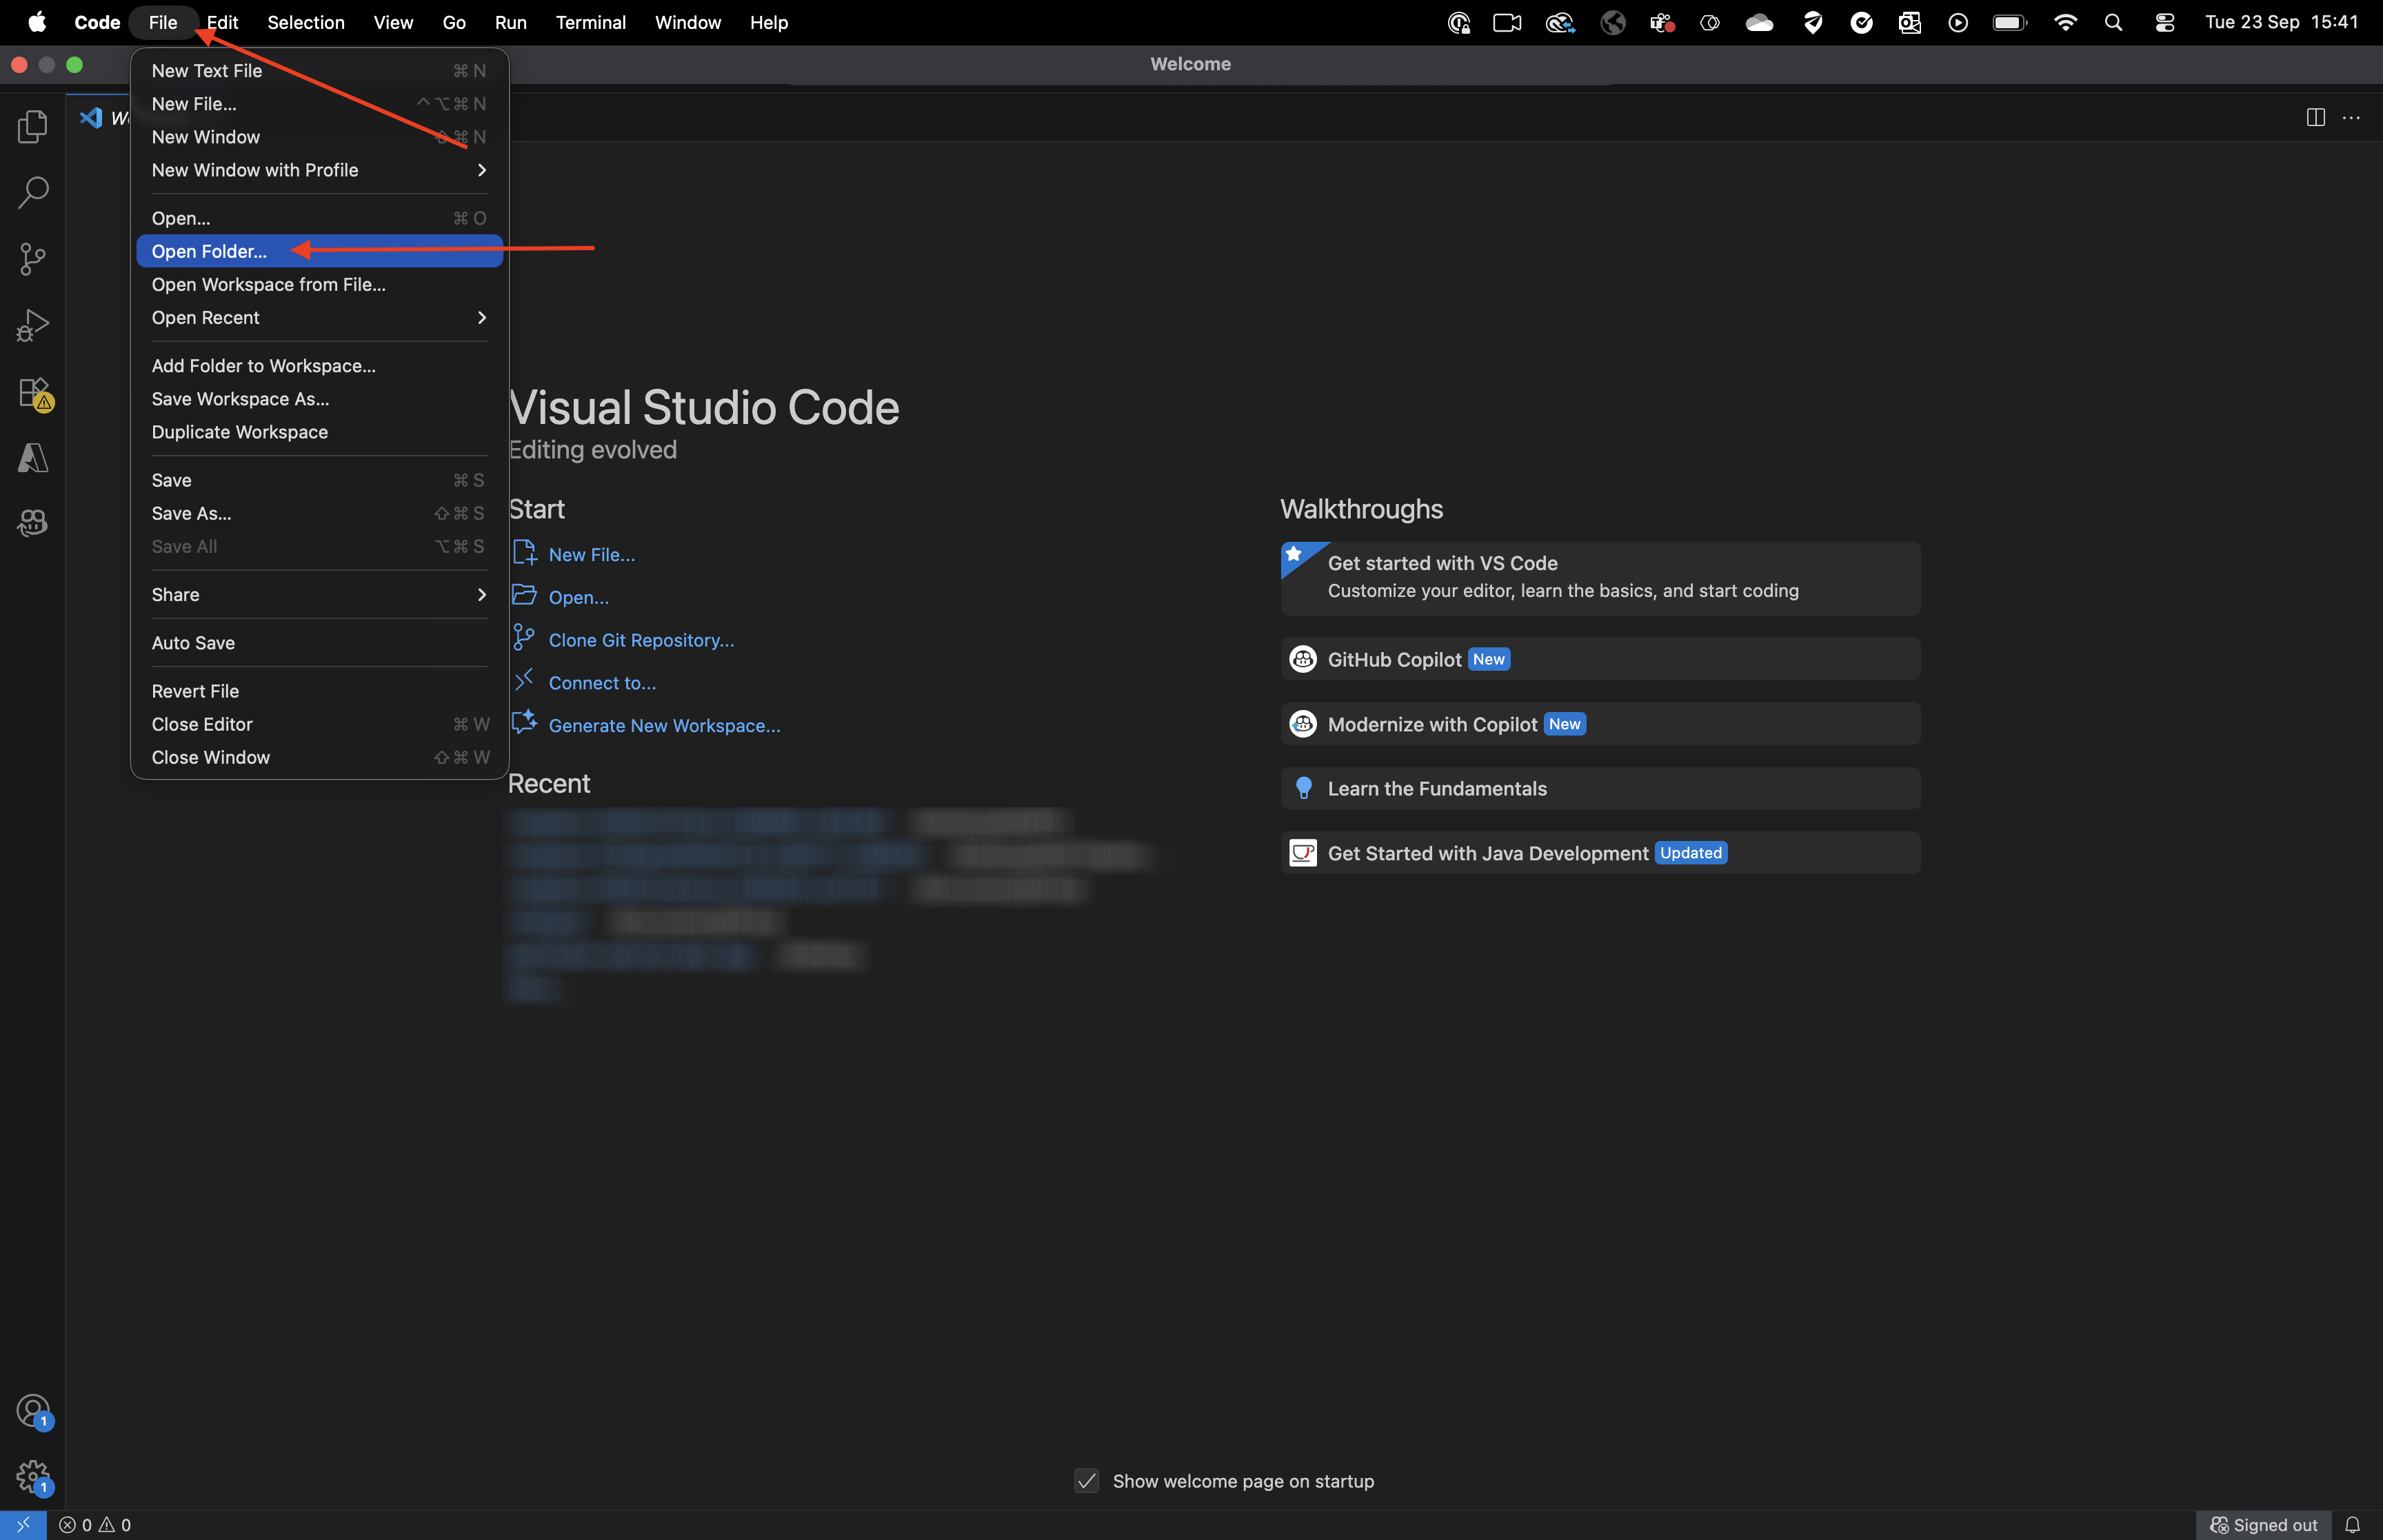 Code File Edit Selection View Go Run Terminal Window Help Tue 23 Sep 15:41
Welcome
New Text File ⌘ N
New File... ^⌥⌘ N
New Window ⇧⌘ N
New Window with Profile
Open... ⌘ O
Open Folder...
Open Workspace from File...
Open Recent
Add Folder to Workspace...
Save Workspace As...
Duplicate Workspace
Save ⌘ S
Save As... ⇧⌘ S
Save All ⌥⌘ S
Share
Auto Save
Revert File
Close Editor ⌘ W
Close Window ⇧⌘ W
Visual Studio Code
Editing evolved
Start
New File...
Open...
Clone Git Repository...
Connect to...
Generate New Workspace...
Recent
Walkthroughs
Get started with VS Code
Customize your editor, learn the basics, and start coding
GitHub Copilot New
Modernize with Copilot New
Learn the Fundamentals
Get Started with Java Development Updated
1
1
Show welcome page on startup
0 0 Signed out